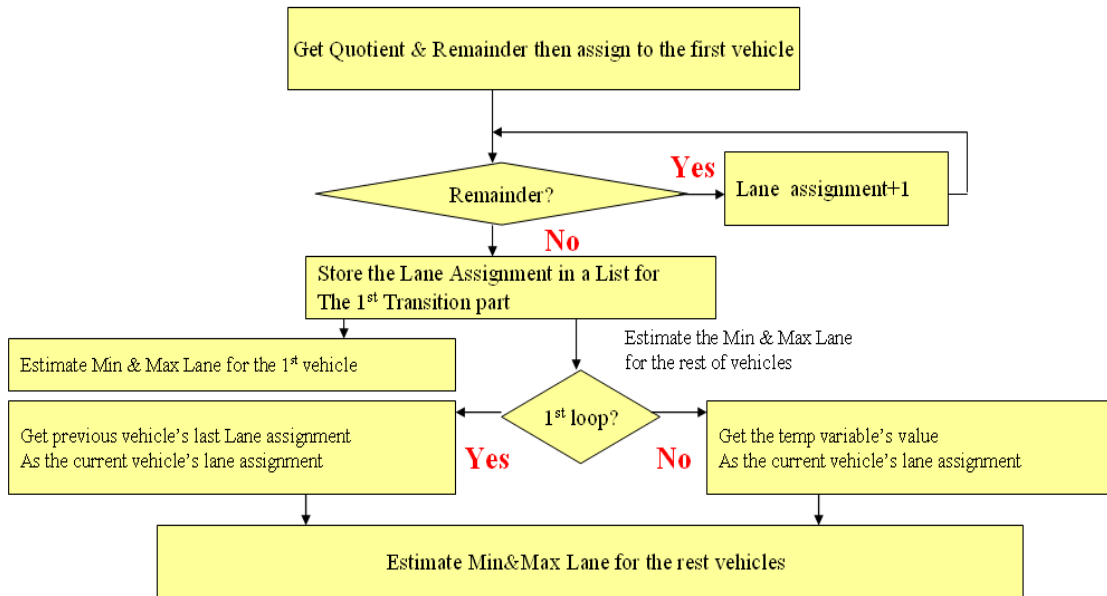 Get Quotient & Remainder then assign to the first vehicle
Remainder?
Yes
Lane assignment+1
No
Store the Lane Assignment in a List for
The 1st Transition part
Estimate the Min & Max Lane
for the rest of vehicles
Estimate Min & Max Lane for the 1st vehicle
1st loop?
Get previous vehicle's last Lane assignment
As the current vehicle's lane assignment
Yes
No
Get the temp variable's value
As the current vehicle's lane assignment
Estimate Min&Max Lane for the rest vehicles